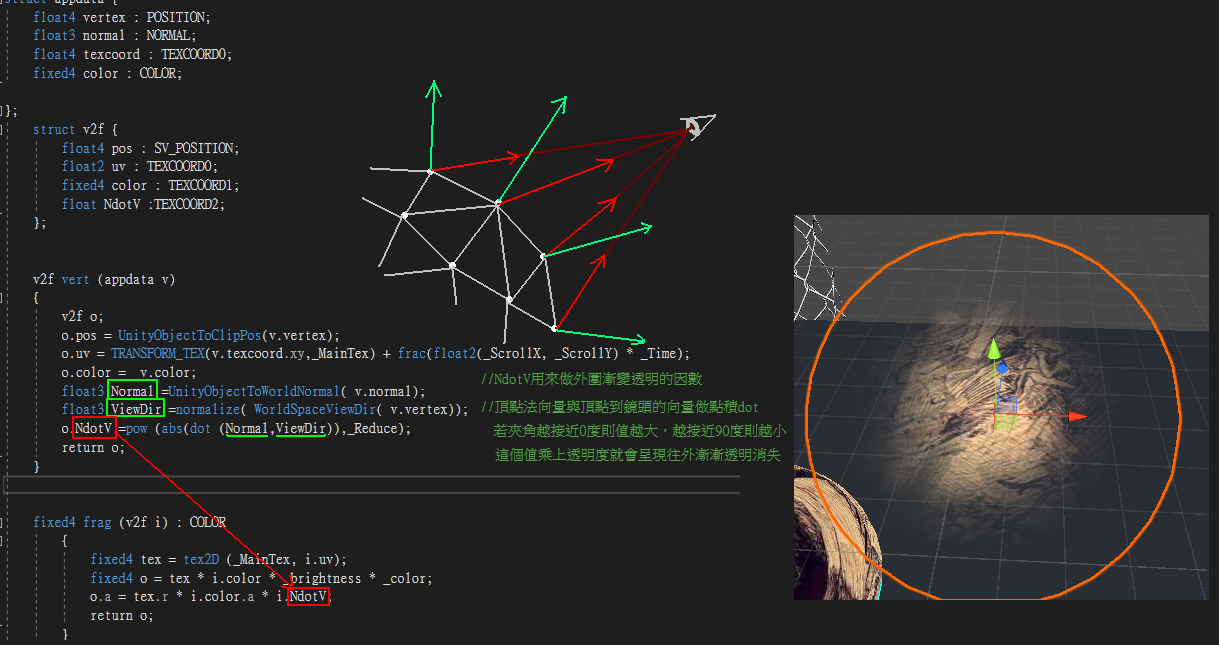 struct appdata {
float4 vertex : POSITION;
float3 normal : NORMAL;
float4 texcoord : TEXCOORD0;
fixed4 color : COLOR;
};
struct v2f {
float4 pos : SV_POSITION;
float2 uv : TEXCOORD0;
fixed4 color : TEXCOORD1;
float NdotV :TEXCOORD2;
};
v2f vert (appdata v)
{
v2f o;
o.pos = UnityObjectToClipPos(v.vertex);
o.uv = TRANSFORM_TEX(v.texcoord.xy,_MainTex) + frac(float2(_ScrollX, _ScrollY) * _Time);
o.color = v.color;
float3 Normal =UnityObjectToWorldNormal( v.normal);
float3 ViewDir =normalize( WorldSpaceViewDir( v.vertex));
o.NdotV =pow (abs(dot (Normal,ViewDir)),_Reduce);
return o;
}
//NdotV用來做外圍漸變透明的因數
//頂點法向量與頂點到鏡頭的向量做點積dot
若夾角越接近0度則值越大，越接近90度則越小
這個值乘上透明度就會呈現往外漸漸透明消失
fixed4 frag (v2f i) : COLOR
{
fixed4 tex = tex2D (_MainTex, i.uv);
fixed4 o = tex * i.color * _brightness * _color;
o.a = tex.r * i.color.a * i.NdotV;
return o;
}